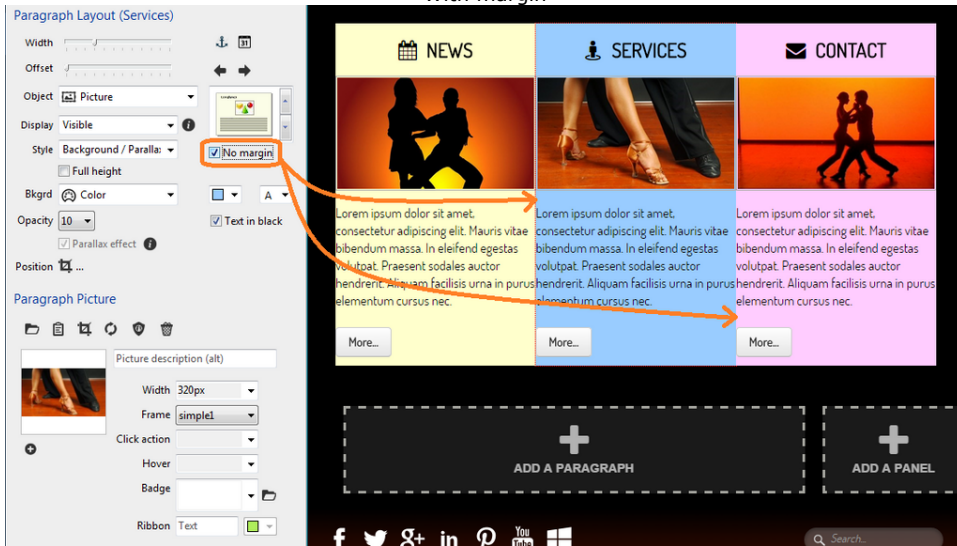 With margin
Paragraph Layout (Services)
Width
31
Offset
Object Picture
Display Visible
Style Background / Paralla:
No margin
Full height
Bkgrd Color
A
Opacity 10
Text in black
Parallax effect
Position ...
Paragraph Picture
Picture description (alt)
Width 320px
Frame simple1
Click action
Hover
Badge
Ribbon Text
NEWS
Lorem ipsum dolor sit amet,
consectetur adipiscing elit. Mauris vitae
bibendum massa. In eleifend egestas
volutpat. Praesent sodales auctor
hendrerit. Aliquam facilisis urna in purus
elementum cursus nec.
More...
SERVICES
Lorem ipsum dolor sit amet,
consectetur adipiscing elit. Mauris vitae
bibendum massa. In eleifend egestas
volutpat. Praesent sodales auctor
hendrerit. Aliquam facilisis urna in purus
elementum cursus nec.
More...
CONTACT
Lorem ipsum dolor sit amet,
consectetur adipiscing elit. Mauris vitae
bibendum massa. In eleifend egestas
volutpat. Praesent sodales auctor
hendrerit. Aliquam facilisis urna in purus
elementum cursus nec.
More...
ADD A PARAGRAPH
ADD A PANEL
You
Tube
Search...